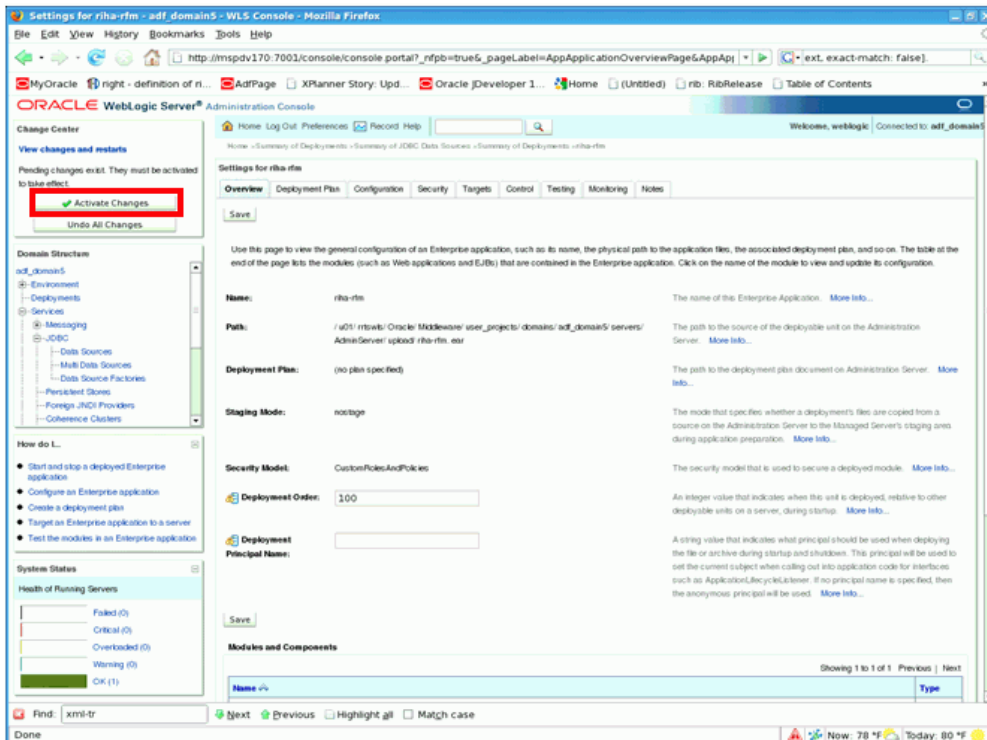 Settings for riha-rfm - adf_domain5 - WLS Console - Mozilla Firefox
File Edit View History Bookmarks Tools Help
http://mspdv170:7001/console/console.portal?_nfpb=true&_pageLabel=AppApplicationOverviewPage&AppAp
ext, exact-match: false].
MyOracle right - definition of ri... AdfPage XPlanner Story: Upd... Oracle JDeveloper 1... Home (Untitled) rib: RibRelease Table of Contents
ORACLE WebLogic Server® Administration Console
Change Center
View changes and restarts
Pending changes exist. They must be activated
to take effect.
Activate Changes
Undo All Changes
Domain Structure
adf_domain5
Environment
Deployments
Services
Messaging
JDBC
Data Sources
Multi Data Sources
Data Source Factories
Persistent Stores
Foreign JNDI Providers
Coherence Clusters
How do I...
Start and stop a deployed Enterprise
application
Configure an Enterprise application
Create a deployment plan
Target an Enterprise application to a server
Test the modules in an Enterprise application
System Status
Health of Running Servers
Failed (0)
Critical (0)
Overloaded (0)
Warning (0)
OK (1)
Home Log Out Preferences Record Help
Welcome, weblogic Connected to: adf_domain5
Home >Summary of Deployments >Summary of JDBC Data Sources >Summary of Deployments >riha-rfm
Settings for riha-rfm
Overview Deployment Plan Configuration Security Targets Control Testing Monitoring Notes
Save
Use this page to view the general configuration of an Enterprise application, such as its name, the physical path to the application files, the associated deployment plan, and so on. The table at the
end of the page lists the modules (such as Web applications and EJBs) that are contained in the Enterprise application. Click on the name of the module to view and update its configuration.
Name: riha-rfm The name of this Enterprise Application. More Info...
Path: / u01/ rrtswls/ Oracle/ Middleware/ user_projects/ domains/ adf_domain5/ servers/ The path to the source of the deployable unit on the Administration
AdminServer/ upload/ riha-rfm. ear Server. More Info...
Deployment Plan: (no plan specified) The path to the deployment plan document on Administration Server. More
Info...
Staging Mode: nostage The mode that specifies whether a deployment's files are copied from a
source on the Administration Server to the Managed Server's staging area
during application preparation. More Info...
Security Model: CustomRolesAndPolicies The security model that is used to secure a deployed module. More Info...
Deployment Order: 100 An integer value that indicates when this unit is deployed, relative to other
deployable units on a server, during startup. More Info...
Deployment A string value that indicates what principal should be used when deploying
Principal Name: the file or archive during startup and shutdown. This principal will be used to
set the current subject when calling out into application code for interfaces
such as ApplicationLifecycleListener. If no principal name is specified, then
the anonymous principal will be used. More Info...
Save
Modules and Components
Showing 1 to 1 of 1 Previous | Next
Name Type
Find: xml-tr Next Previous Highlight all Match case
Done Now: 78 °F Today: 80 °F